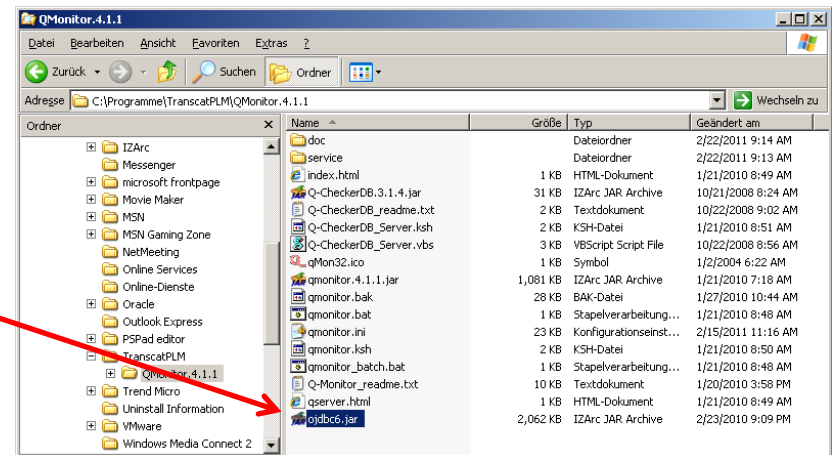 QMonitor.4.1.1
Datei Bearbeiten Ansicht Favoriten Extras ?
Zurück Suchen Ordner
Adresse C:\Programme\TranscatPLM\QMonitor.4.1.1 Wechseln zu
Ordner x Name Größe Typ Geändert am
IZArc
Messenger
microsoft frontpage
Movie Maker
MSN
MSN Gaming Zone
NetMeeting
Online Services
Online-Dienste
Oracle
Outlook Express
PSPad editor
TranscatPLM
QMonitor.4.1.1
Trend Micro
Uninstall Information
VMware
Windows Media Connect 2
doc Dateiordner 2/22/2011 9:14 AM
service Dateiordner 2/22/2011 9:13 AM
index.html 1 KB HTML-Dokument 1/21/2010 8:49 AM
Q-CheckerDB.3.1.4.jar 31 KB IZArc JAR Archive 10/21/2008 8:24 AM
Q-CheckerDB_readme.txt 2 KB Textdokument 10/22/2008 9:02 AM
Q-CheckerDB_Server.ksh 2 KB KSH-Datei 1/21/2010 8:51 AM
Q-CheckerDB_Server.vbs 3 KB VBScript Script File 10/22/2008 8:56 AM
qMon32.ico 1 KB Symbol 1/2/2004 6:22 AM
qmonitor.4.1.1.jar 1,081 KB IZArc JAR Archive 1/21/2010 7:18 AM
qmonitor.bak 28 KB BAK-Datei 1/27/2010 10:44 AM
qmonitor.bat 1 KB Stapelverarbeitung... 1/21/2010 8:48 AM
qmonitor.ini 23 KB Konfigurationseinst... 2/15/2011 11:16 AM
qmonitor.ksh 2 KB KSH-Datei 1/21/2010 8:50 AM
qmonitor_batch.bat 1 KB Stapelverarbeitung... 1/21/2010 8:48 AM
Q-Monitor_readme.txt 10 KB Textdokument 1/20/2010 3:58 PM
qserver.html 1 KB HTML-Dokument 1/21/2010 8:49 AM
ojdbc6.jar 2,062 KB IZArc JAR Archive 2/23/2010 9:09 PM